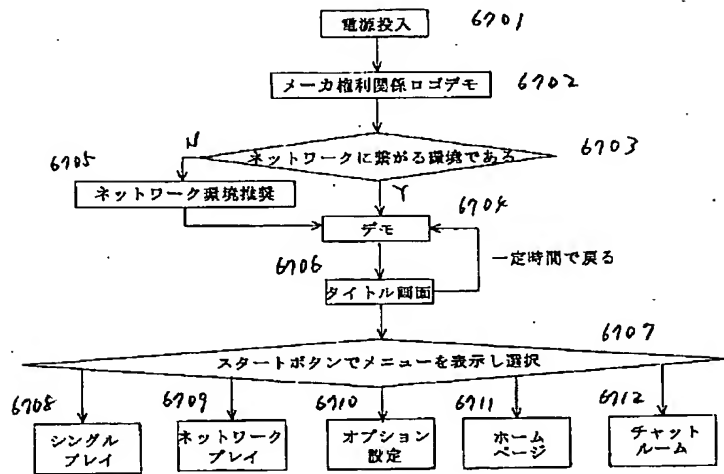 電源投入
6701
メーカ権利関係ロゴデモ
6702
ネットワークに繋がる環境である
6703
N
6705
ネットワーク環境推奨
Y
6704
デモ
一定時間で戻る
6706
タイトル画面
6707
スタートボタンでメニューを表示し選択
6708
シングル
プレイ
6709
ネットワーク
プレイ
6710
オプション
設定
6711
ホーム
ページ
6712
チャット
ルーム